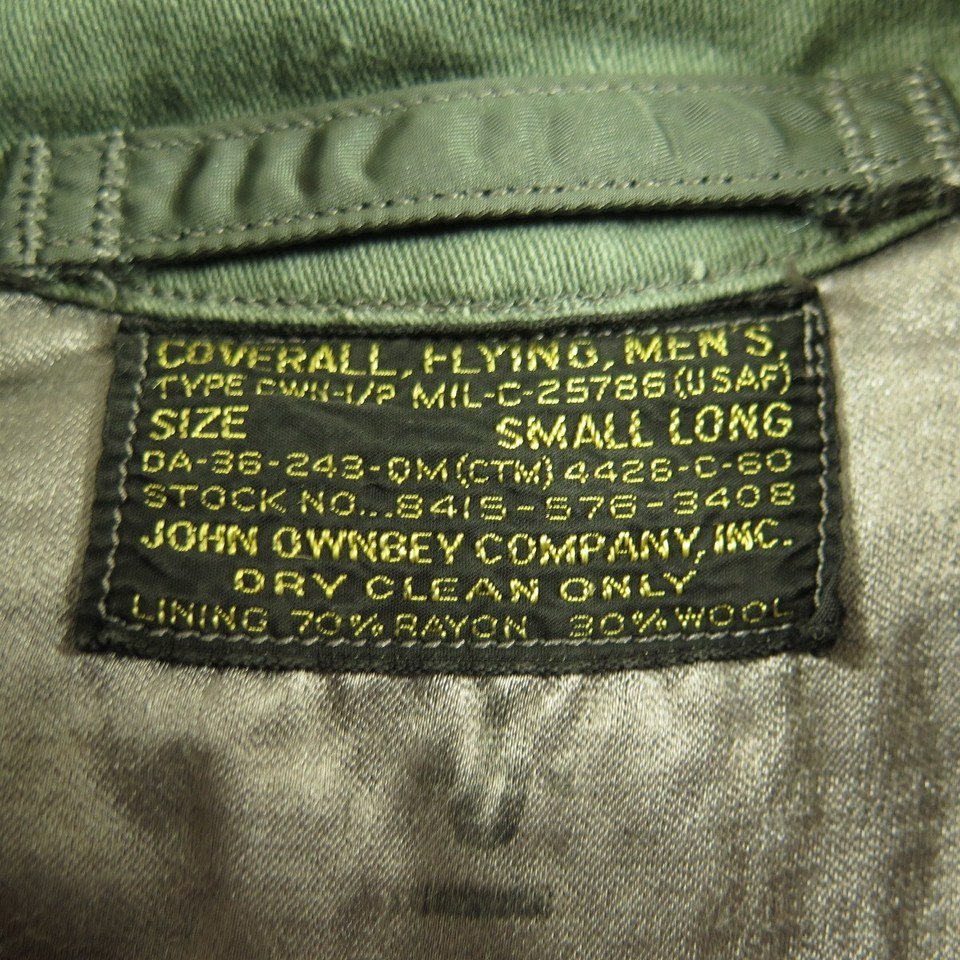 COVERALL, FLYING, MEN'S,
TYPE CWU-1/P MIL-C-25786 (USAF)
SIZE SMALL LONG
DA-36-243-QM(CTM) 4426-C-60
STOCK NO...8415-576-3408
JOHN OWNBEY COMPANY, INC.
DRY CLEAN ONLY
LINING 70% RAYON 30% WOOL